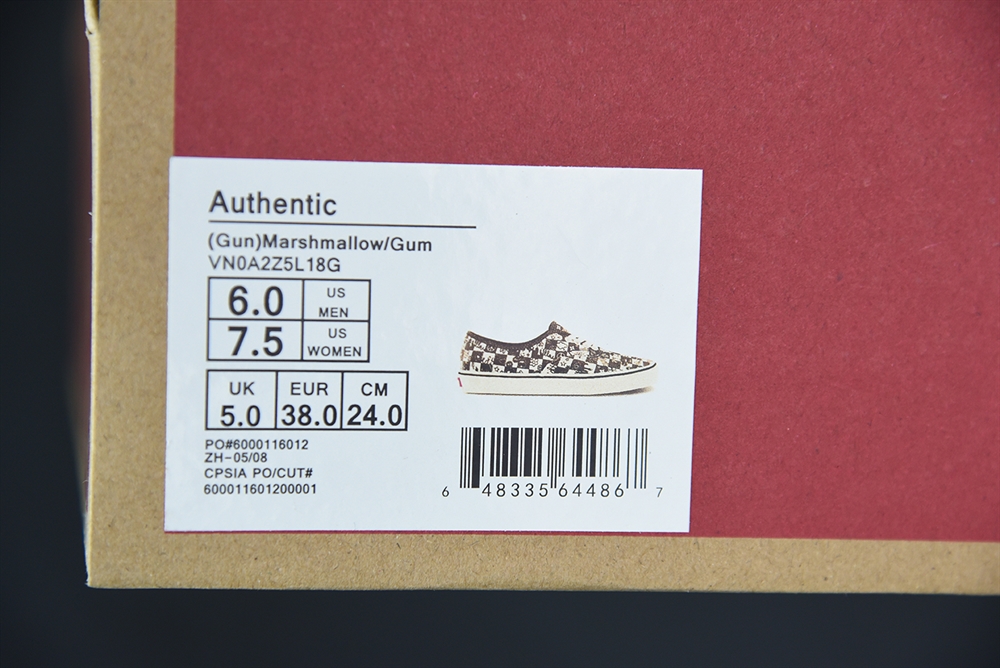 Authentic
(Gun)Marshmallow/Gum
VN0A2Z5L18G
6.0 US MEN
7.5 US WOMEN
UK EUR CM
5.0 38.0 24.0
PO#6000116012
ZH-05/08
CPSIA PO/CUT#
600011601200001
6 48335 64486 7